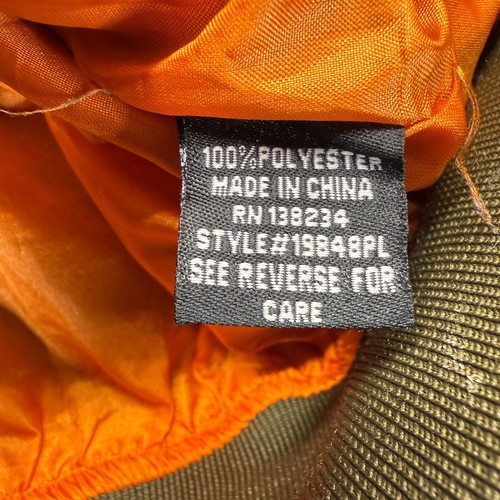 100%POLYESTER
MADE IN CHINA
RN 138234
STYLE#19848PL
SEE REVERSE FOR
CARE